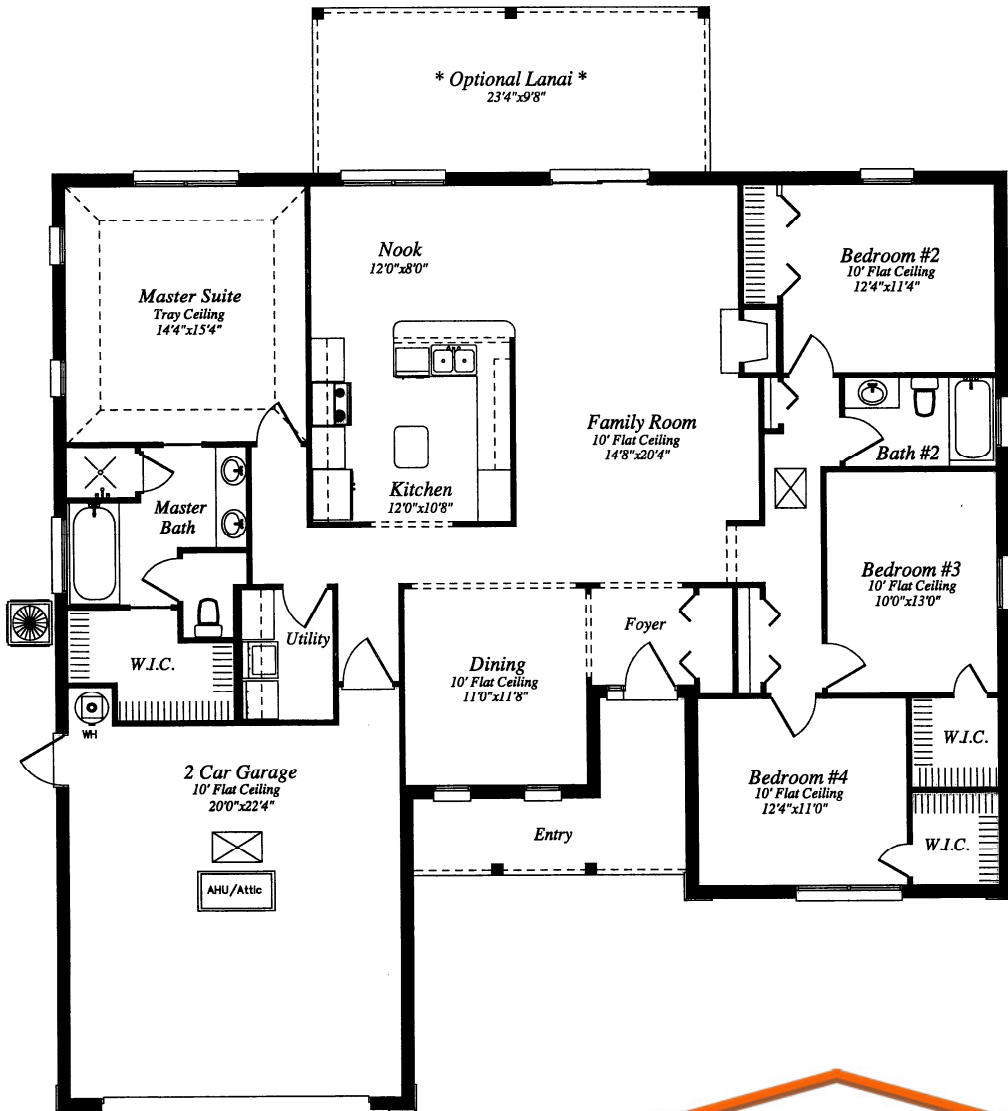 * Optional Lanai *
23'4"x9'8"
Nook
12'0"x8'0"
Bedroom #2
10' Flat Ceiling
12'4"x11'4"
Master Suite
Tray Ceiling
14'4"x15'4"
Family Room
10' Flat Ceiling
14'8"x20'4"
Bath #2
Kitchen
12'0"x10'8"
Master
Bath
Bedroom #3
10' Flat Ceiling
10'0"x13'0"
Utility
Foyer
W.I.C.
Dining
10' Flat Ceiling
11'0"x11'8"
WH
W.I.C.
2 Car Garage
10' Flat Ceiling
20'0"x22'4"
Bedroom #4
10' Flat Ceiling
12'4"x11'0"
Entry
W.I.C.
AHU/Attic